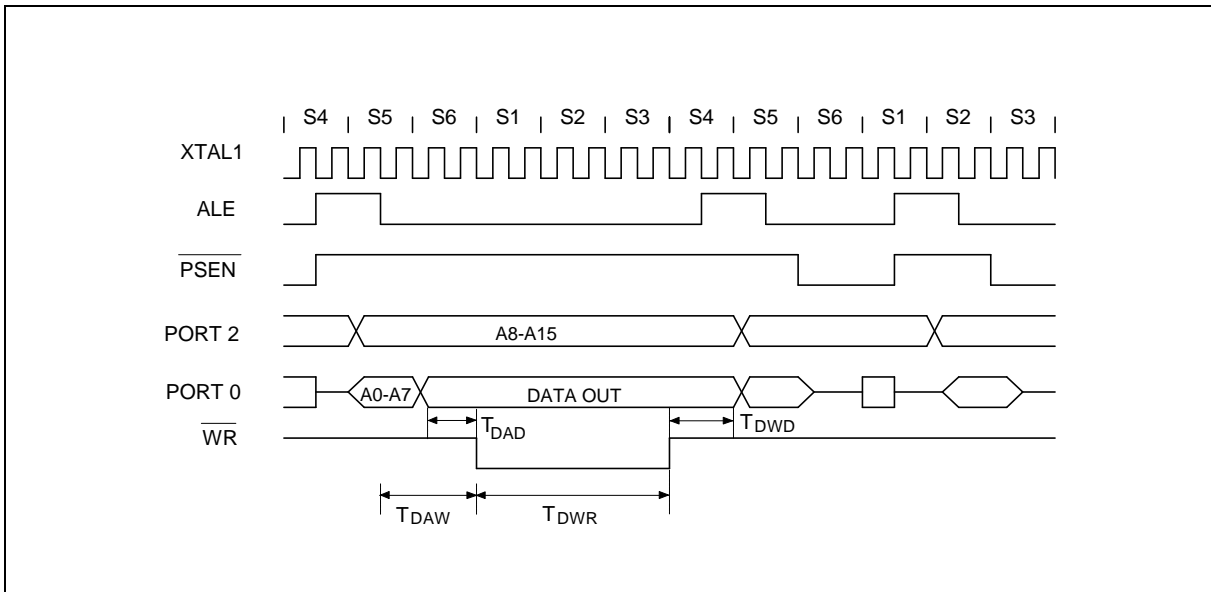 S4 S5 S6 S1 S2 S3 S4 S5 S6 S1 S2 S3
XTAL1
ALE
PSEN
PORT 2
A8-A15
PORT 0
A0-A7
DATA OUT
WR
TDAD
TDWD
TDAW
TDWR